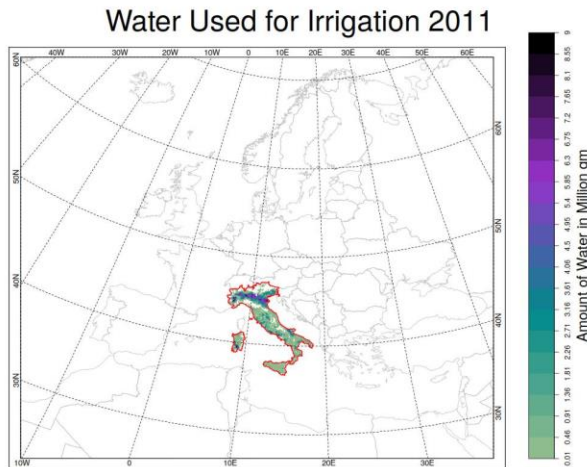 Water Used for Irrigation 2011
40W 30W 20W 10W 0 10E 20E 30E 40E 50E 60E
60N
50N
40N
30N
60N
50N
40N
30N
10W 0 10E 20E 30E
9
8.55
8.1
7.65
7.2
6.75
6.3
5.85
5.4
4.95
4.5
4.06
3.61
3.16
2.71
2.26
1.81
1.36
0.91
0.46
0.01
Amount of Water in Million qm